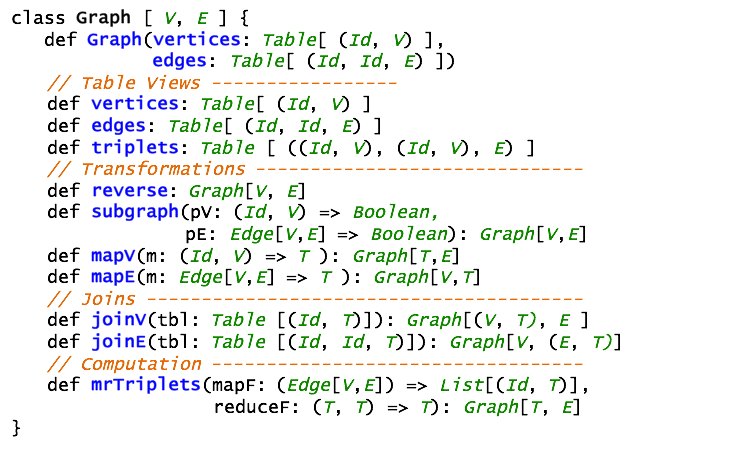 class Graph [ V, E ] {
def Graph(vertices: Table[ (Id, V) ],
edges: Table[ (Id, Id, E) ])
// Table Views -----------------
def vertices: Table[ (Id, V) ]
def edges: Table[ (Id, Id, E) ]
def triplets: Table [ ((Id, V), (Id, V), E) ]
// Transformations ------------------------------
def reverse: Graph[V, E]
def subgraph(pV: (Id, V) => Boolean,
pE: Edge[V,E] => Boolean): Graph[V,E]
def mapV(m: (Id, V) => T ): Graph[T,E]
def mapE(m: Edge[V,E] => T ): Graph[V,T]
// Joins ----------------------------------------
def joinV(tbl: Table [(Id, T)]): Graph[(V, T), E ]
def joinE(tbl: Table [(Id, Id, T)]): Graph[V, (E, T)]
// Computation ----------------------------------
def mrTriplets(mapF: (Edge[V,E]) => List[(Id, T)],
reduceF: (T, T) => T): Graph[T, E]
}